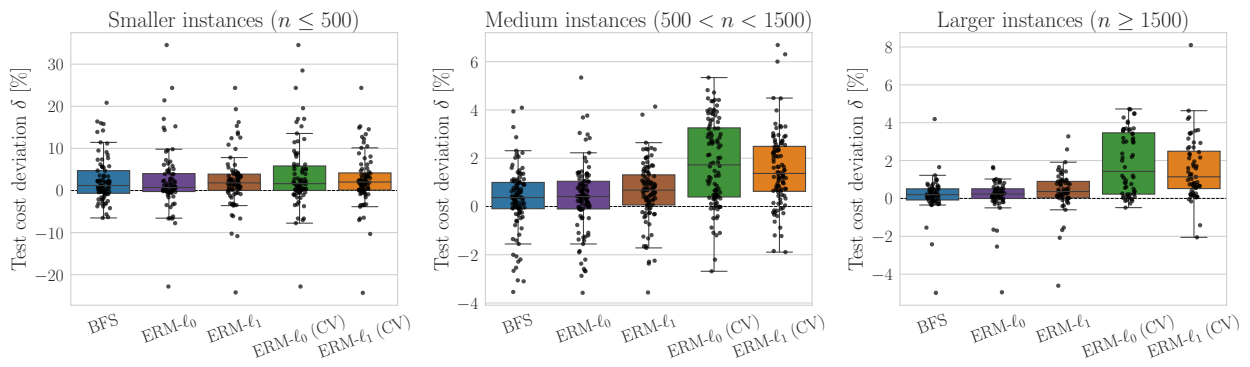 Smaller instances (n ≤ 500)
Test cost deviation δ [%]
30
20
10
0
−10
−20
BFS
ERM-ℓ₀
ERM-ℓ₁
ERM-ℓ₀ (CV)
ERM-ℓ₁ (CV)
Medium instances (500 < n < 1500)
Test cost deviation δ [%]
6
4
2
0
−2
−4
BFS
ERM-ℓ₀
ERM-ℓ₁
ERM-ℓ₀ (CV)
ERM-ℓ₁ (CV)
Larger instances (n ≥ 1500)
Test cost deviation δ [%]
8
6
4
2
0
−2
−4
BFS
ERM-ℓ₀
ERM-ℓ₁
ERM-ℓ₀ (CV)
ERM-ℓ₁ (CV)